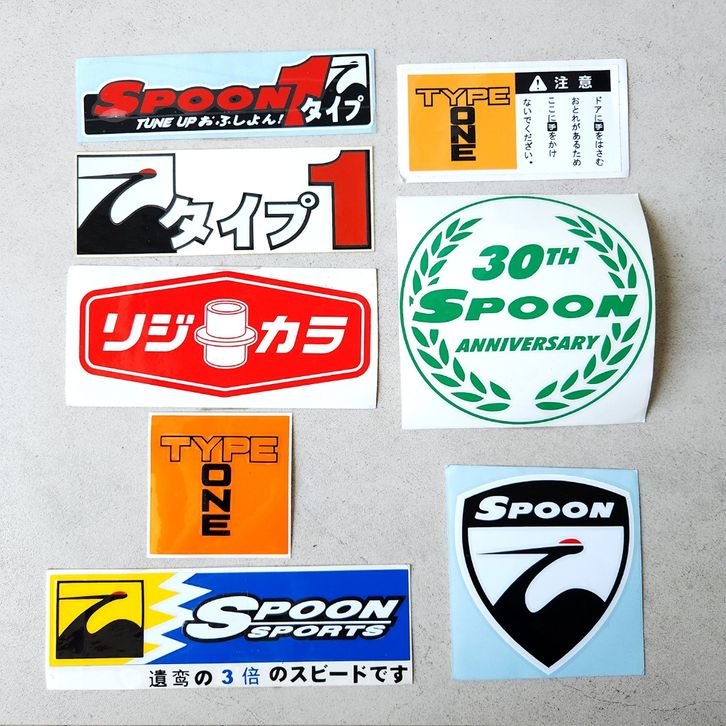 SPOON 1
TUNE UP おぷしよん! タイプ
タイプ 1
リジカラ
TYPE
ONE
SPOON
SPORTS
遺鸾の3倍のスピードです
TYPE
ONE
注意
ドアに手をはさむ
おそれがあるため
ここに手をかけ
ないでください。
30TH
SPOON
ANNIVERSARY
SPOON